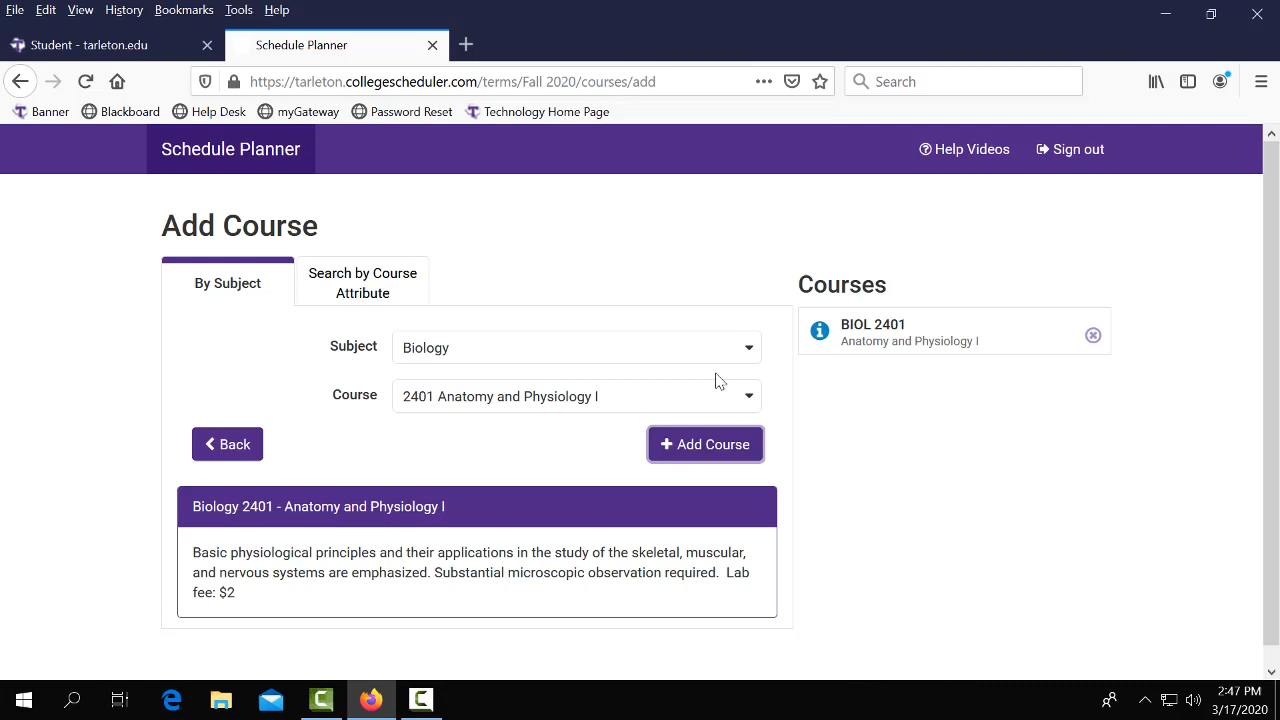 File Edit View History Bookmarks Tools Help
Student - tarleton.edu
Schedule Planner
https://tarleton.collegescheduler.com/terms/Fall 2020/courses/add
Search
Banner Blackboard Help Desk myGateway Password Reset Technology Home Page
Schedule Planner
Help Videos
Sign out
Add Course
By Subject
Search by Course
Attribute
Subject
Biology
Course
2401 Anatomy and Physiology I
Back
Add Course
Biology 2401 - Anatomy and Physiology I
Basic physiological principles and their applications in the study of the skeletal, muscular,
and nervous systems are emphasized. Substantial microscopic observation required. Lab
fee: $2
Courses
BIOL 2401
Anatomy and Physiology I
2:47 PM
3/17/2020